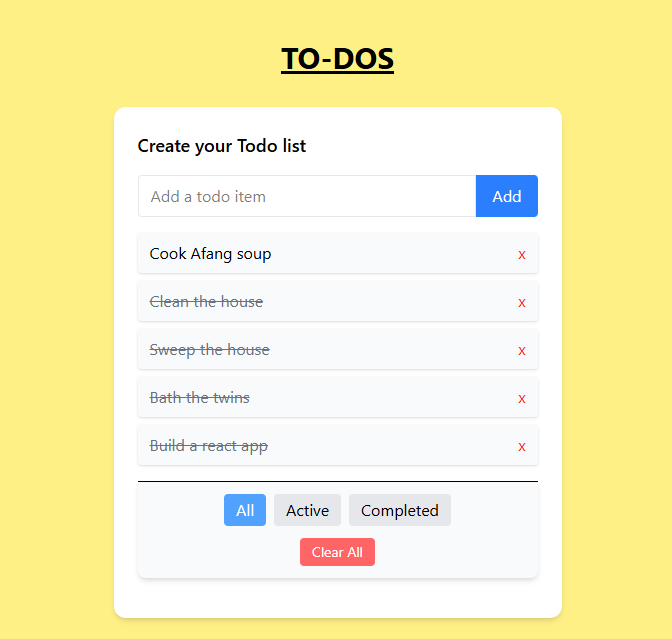 TO-DOS
Create your Todo list
Add a todo item Add
Cook Afang soup x
Clean the house x
Sweep the house x
Bath the twins x
Build a react app x
All Active Completed
Clear All